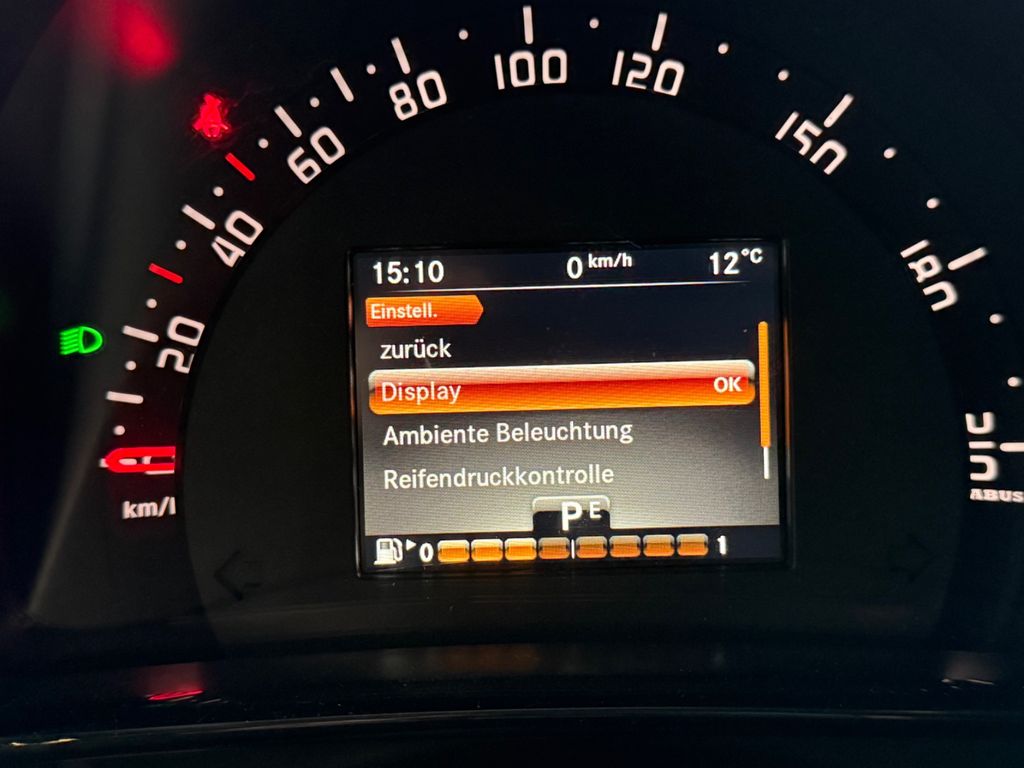 100
120
80
60
150
40
180
20
15:10 0 km/h 12°C
Einstell.
zurück
Display OK
Ambiente Beleuchtung
Reifendruckkontrolle
km/h
P E
0 1
ABUS